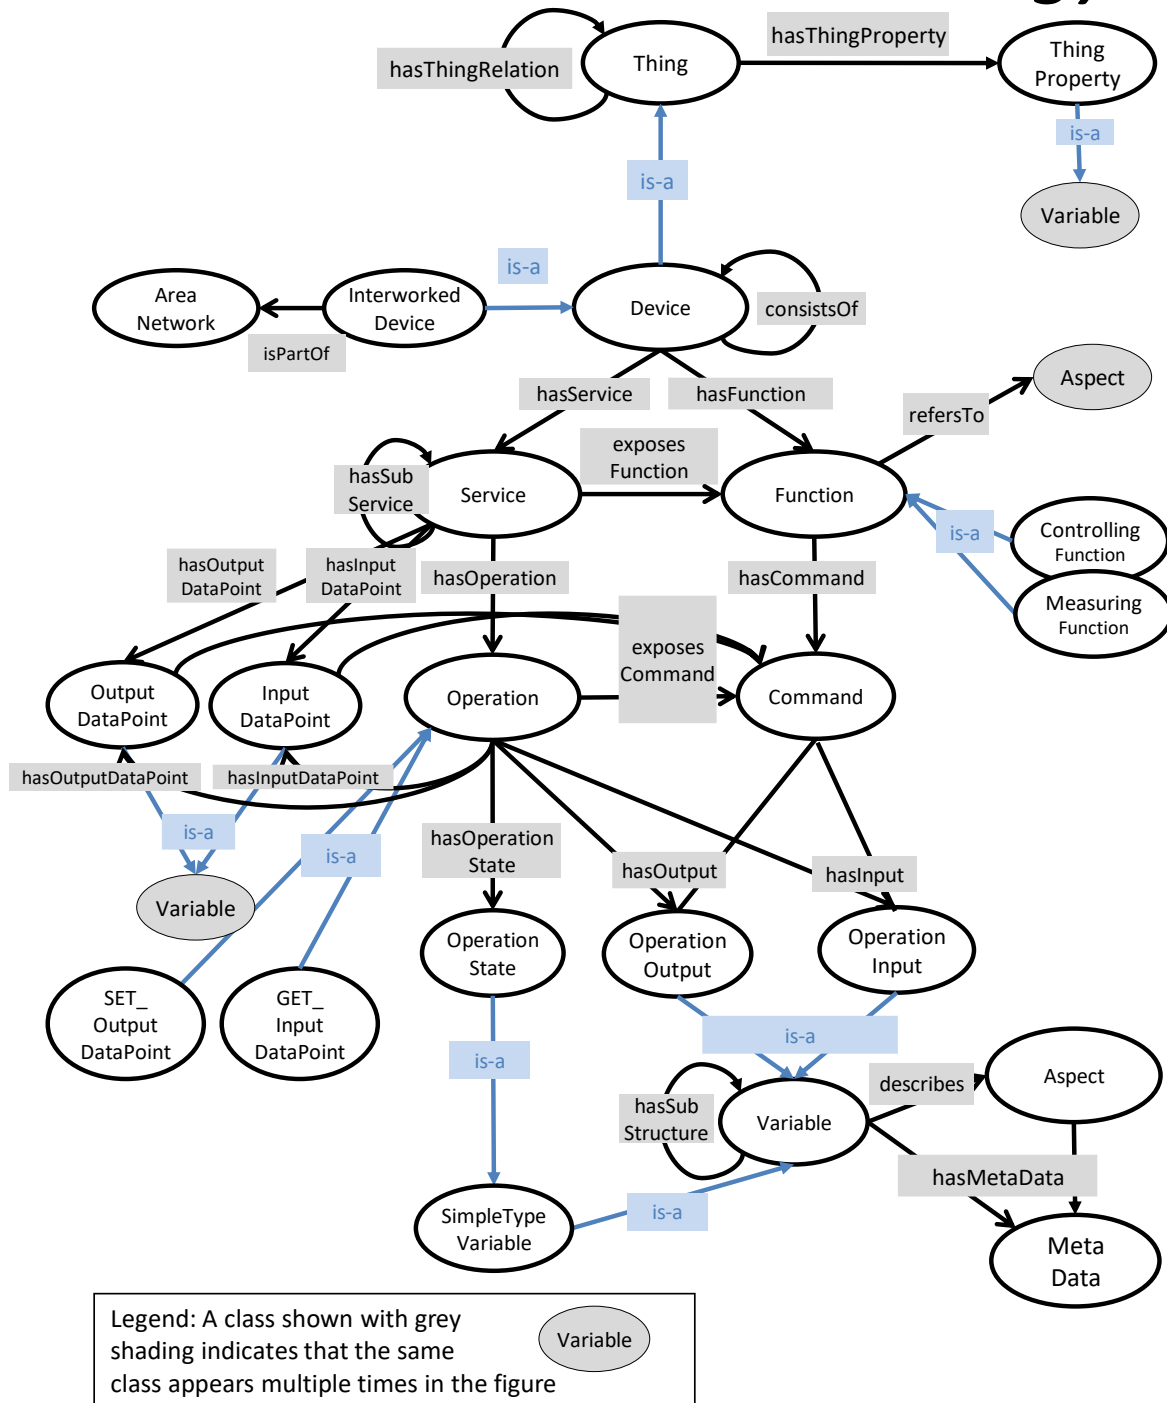 hasThingProperty
Thing
Thing
Property
hasThingRelation
is-a
is-a
Variable
is-a
Area
Network
Interworked
Device
Device
consistsOf
isPartOf
Aspect
hasService
hasFunction
refersTo
exposes
Function
hasSub
Service
Service
Function
is-a
Controlling
Function
hasOutput
DataPoint
hasInput
DataPoint
hasOperation
hasCommand
Measuring
Function
exposes
Command
Output
DataPoint
Input
DataPoint
Operation
Command
hasOutputDataPoint
hasInputDataPoint
is-a
is-a
hasOperation
State
hasOutput
hasInput
Variable
Operation
State
Operation
Output
Operation
Input
SET_
Output
DataPoint
GET_
Input
DataPoint
is-a
is-a
describes
Aspect
hasSub
Structure
Variable
hasMetaData
SimpleType
Variable
is-a
Meta
Data
Legend: A class shown with grey
shading indicates that the same
class appears multiple times in the figure
Variable